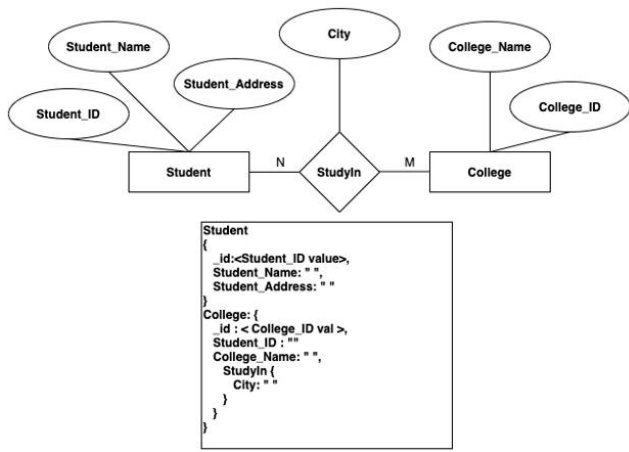 City
Student_Name
College_Name
Student_Address
Student_ID
College_ID
Student
N
StudyIn
M
College
Student
{
_id:<Student_ID value>,
Student_Name: " ",
Student_Address: " "
}
College: {
_id : < College_ID val >,
Student_ID : ""
College_Name: " ",
StudyIn {
City: " "
}
}
}